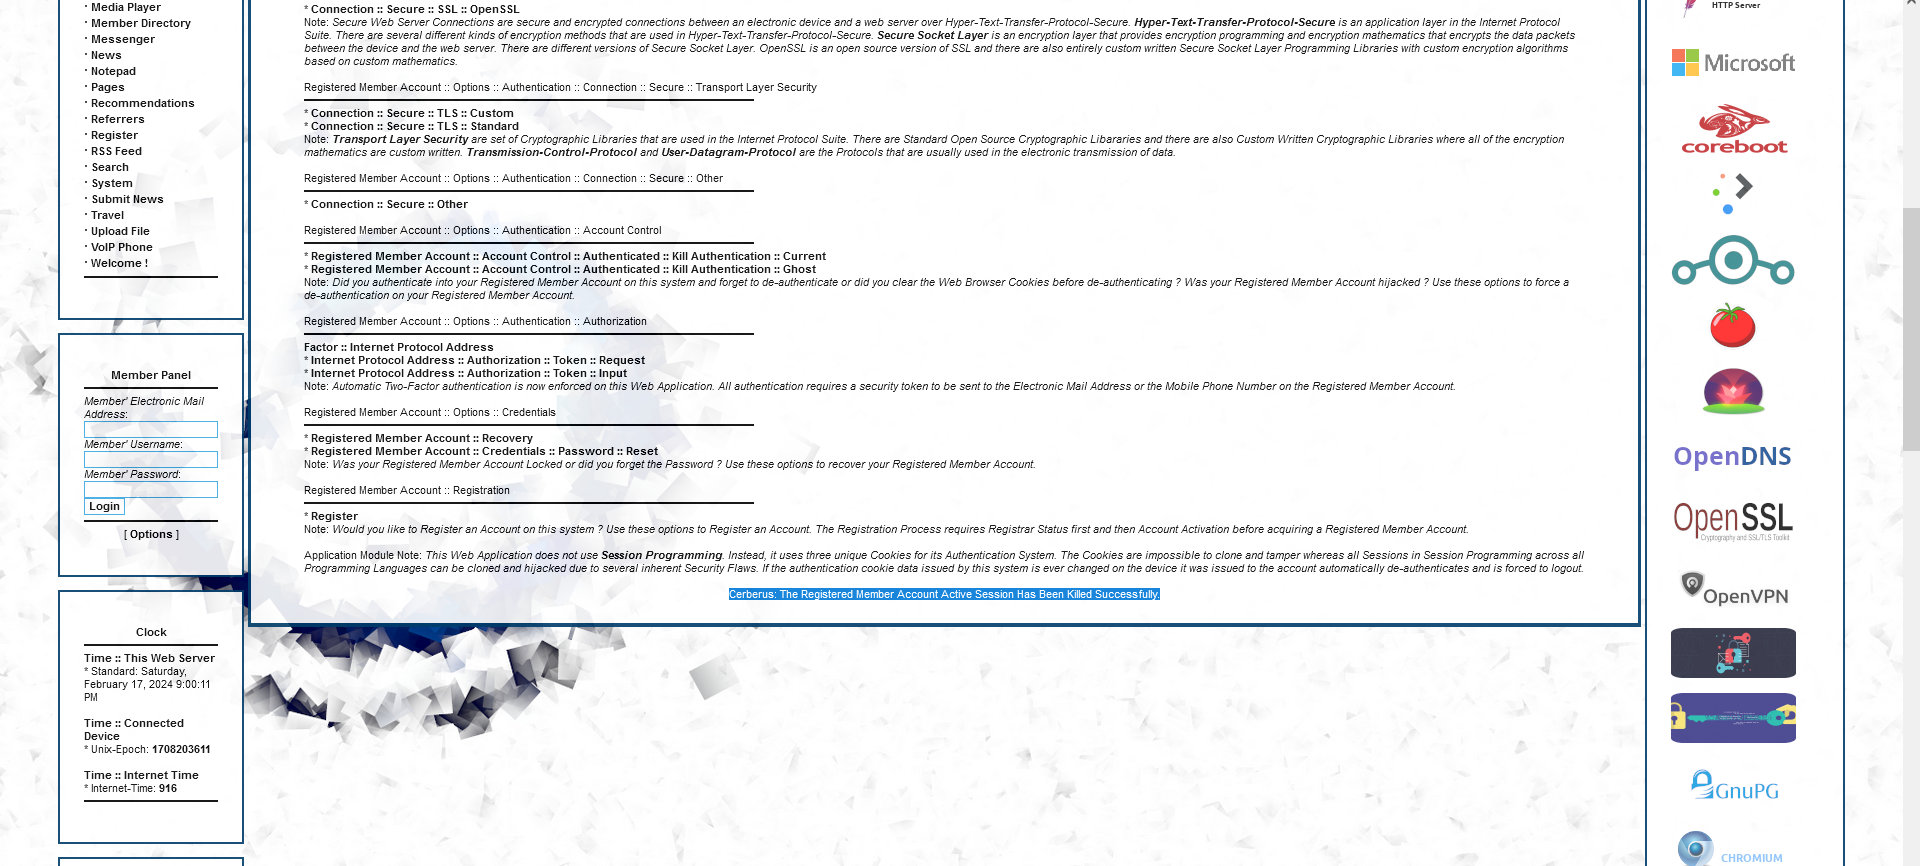 · Media Player
· Member Directory
· Messenger
· News
· Notepad
· Pages
· Recommendations
· Referrers
· Register
· RSS Feed
· Search
· System
· Submit News
· Travel
· Upload File
· VoIP Phone
· Welcome !
Member Panel
Member' Electronic Mail
Address:
Member' Username:
Member' Password:
Login
[ Options ]
Clock
Time :: This Web Server
* Standard: Saturday,
February 17, 2024 9:00:11
PM
Time :: Connected
Device
* Unix-Epoch: 1708203611
Time :: Internet Time
* Internet-Time: 916
* Connection :: Secure :: SSL :: OpenSSL
Note: Secure Web Server Connections are secure and encrypted connections between an electronic device and a web server over Hyper-Text-Transfer-Protocol-Secure. Hyper-Text-Transfer-Protocol-Secure is an application layer in the Internet Protocol
Suite. There are several different kinds of encryption methods that are used in Hyper-Text-Transfer-Protocol-Secure. Secure Socket Layer is an encryption layer that provides encryption programming and encryption mathematics that encrypts the data packets
between the device and the web server. There are different versions of Secure Socket Layer. OpenSSL is an open source version of SSL and there are also entirely custom written Secure Socket Layer Programming Libraries with custom encryption algorithms
based on custom mathematics.
Registered Member Account :: Options :: Authentication :: Connection :: Secure :: Transport Layer Security
* Connection :: Secure :: TLS :: Custom
* Connection :: Secure :: TLS :: Standard
Note: Transport Layer Security are set of Cryptographic Libraries that are used in the Internet Protocol Suite. There are Standard Open Source Cryptographic Libararies and there are also Custom Written Cryptographic Libraries where all of the encryption
mathematics are custom written. Transmission-Control-Protocol and User-Datagram-Protocol are the Protocols that are usually used in the electronic transmission of data.
Registered Member Account :: Options :: Authentication :: Connection :: Secure :: Other
* Connection :: Secure :: Other
Registered Member Account :: Options :: Authentication :: Account Control
* Registered Member Account :: Account Control :: Authenticated :: Kill Authentication :: Current
* Registered Member Account :: Account Control :: Authenticated :: Kill Authentication :: Ghost
Note: Did you authenticate into your Registered Member Account on this system and forget to de-authenticate or did you clear the Web Browser Cookies before de-authenticating ? Was your Registered Member Account hijacked ? Use these options to force a
de-authentication on your Registered Member Account.
Registered Member Account :: Options :: Authentication :: Authorization
Factor :: Internet Protocol Address
* Internet Protocol Address :: Authorization :: Token :: Request
* Internet Protocol Address :: Authorization :: Token :: Input
Note: Automatic Two-Factor authentication is now enforced on this Web Application. All authentication requires a security token to be sent to the Electronic Mail Address or the Mobile Phone Number on the Registered Member Account.
Registered Member Account :: Options :: Credentials
* Registered Member Account :: Recovery
* Registered Member Account :: Credentials :: Password :: Reset
Note: Was your Registered Member Account Locked or did you forget the Password ? Use these options to recover your Registered Member Account.
Registered Member Account :: Registration
* Register
Note: Would you like to Register an Account on this system ? Use these options to Register an Account. The Registration Process requires Registrar Status first and then Account Activation before acquiring a Registered Member Account.
Application Module Note: This Web Application does not use Session Programming. Instead, it uses three unique Cookies for its Authentication System. The Cookies are impossible to clone and tamper whereas all Sessions in Session Programming across all
Programming Languages can be cloned and hijacked due to several inherent Security Flaws. If the authentication cookie data issued by this system is ever changed on the device it was issued to the account automatically de-authenticates and is forced to logout.
Cerberus: The Registered Member Account Active Session Has Been Killed Successfully.
HTTP Server
Microsoft
coreboot
OpenDNS
OpenSSL
Cryptography and SSL/TLS Toolkit
OpenVPN
GnuPG
CHROMIUM